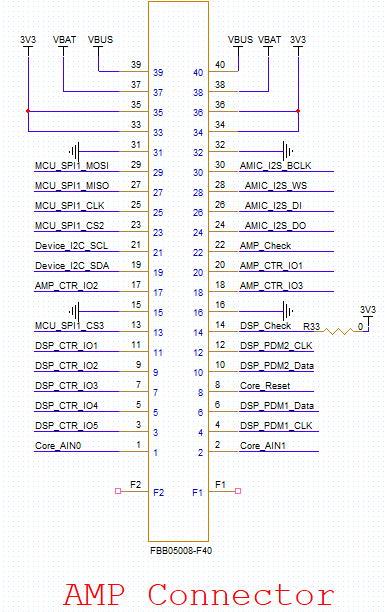 3V3 VBAT VBUS VBUS VBAT 3V3
39 39 40 40
37 37 38 38
35 35 36 36
33 33 34 34
31 31 32 32
MCU_SPI1_MOSI 29 29 30 30 AMIC_I2S_BCLK
MCU_SPI1_MISO 27 27 28 28 AMIC_I2S_WS
MCU_SPI1_CLK 25 25 26 26 AMIC_I2S_DI
MCU_SPI1_CS2 23 23 24 24 AMIC_I2S_DO
Device_I2C_SCL 21 21 22 22 AMP_Check
Device_I2C_SDA 19 19 20 20 AMP_CTR_IO1
AMP_CTR_IO2 17 17 18 18 AMP_CTR_IO3
15 15 16 16 3V3
MCU_SPI1_CS3 13 13 14 14 DSP_Check R33 0
DSP_CTR_IO1 11 11 12 12 DSP_PDM2_CLK
DSP_CTR_IO2 9 9 10 10 DSP_PDM2_Data
DSP_CTR_IO3 7 7 8 8 Core_Reset
DSP_CTR_IO4 5 5 6 6 DSP_PDM1_Data
DSP_CTR_IO5 3 3 4 4 DSP_PDM1_CLK
Core_AIN0 1 1 2 2 Core_AIN1
F2 F2 F1 F1
FBB05008-F40
AMP Connector